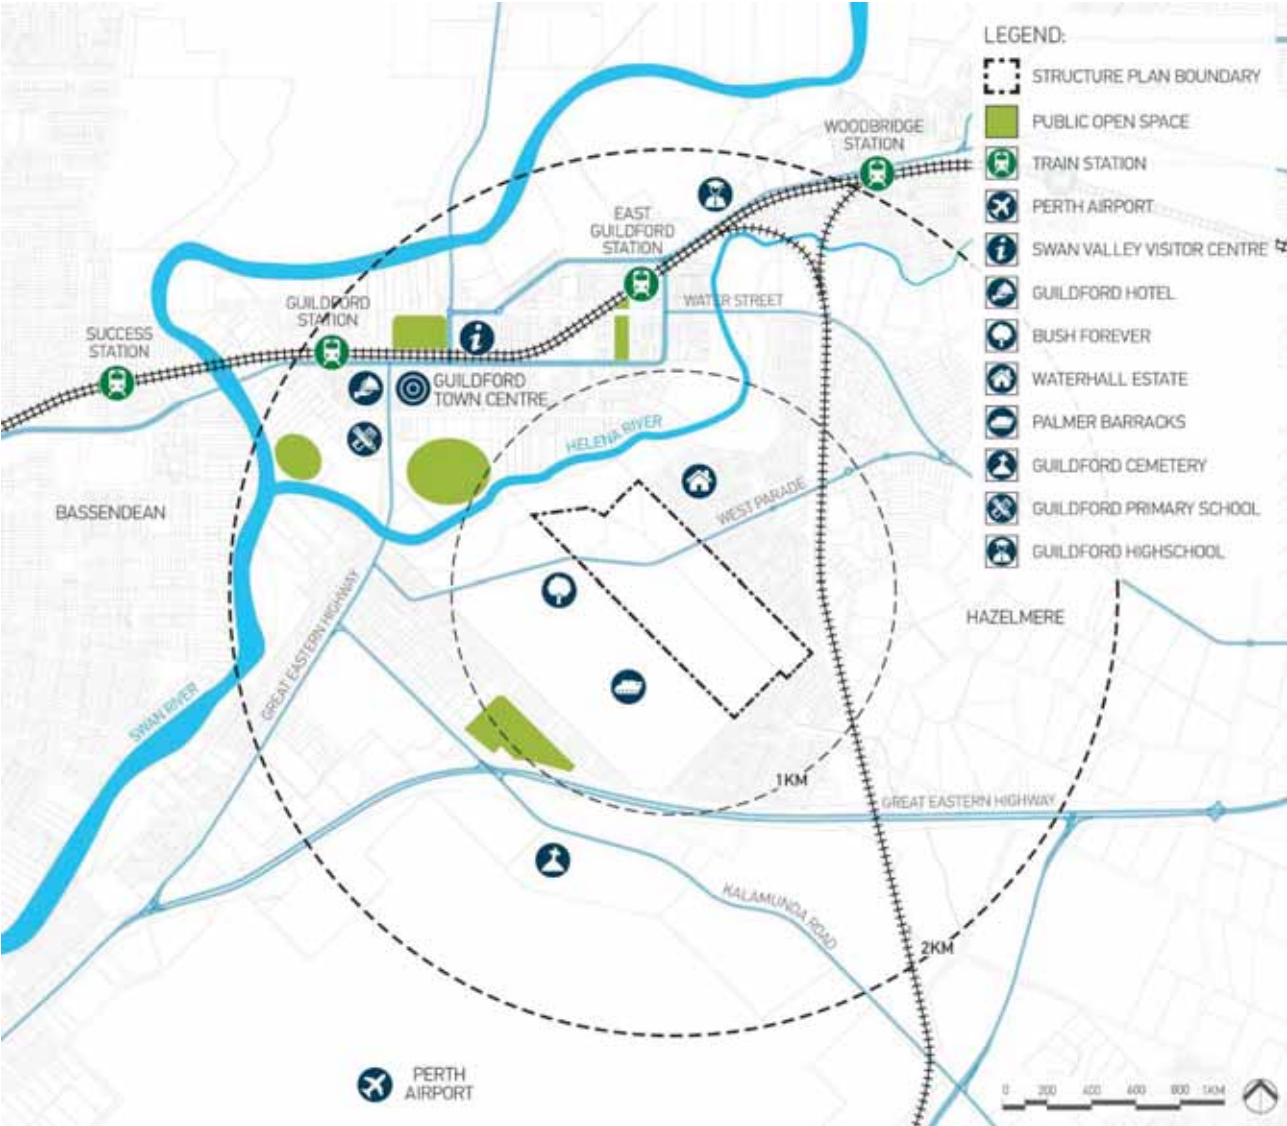 LEGEND:
STRUCTURE PLAN BOUNDARY
PUBLIC OPEN SPACE
TRAIN STATION
PERTH AIRPORT
SWAN VALLEY VISITOR CENTRE
GUILDFORD HOTEL
BUSH FOREVER
WATERHALL ESTATE
PALMER BARRACKS
GUILDFORD CEMETERY
GUILDFORD PRIMARY SCHOOL
GUILDFORD HIGHSCHOOL
WOODBRIDGE
STATION
EAST
GUILDFORD
STATION
GUILDFORD
STATION
WATER STREET
SUCCESS
STATION
GUILDFORD
TOWN CENTRE
HELENA RIVER
BASSENDEAN
WEST PARADE
HAZELMERE
GREAT EASTERN HIGHWAY
SWAN RIVER
1KM
GREAT EASTERN HIGHWAY
KALAMUNDA ROAD
2KM
PERTH
AIRPORT
0 200 400 600 800 1KM